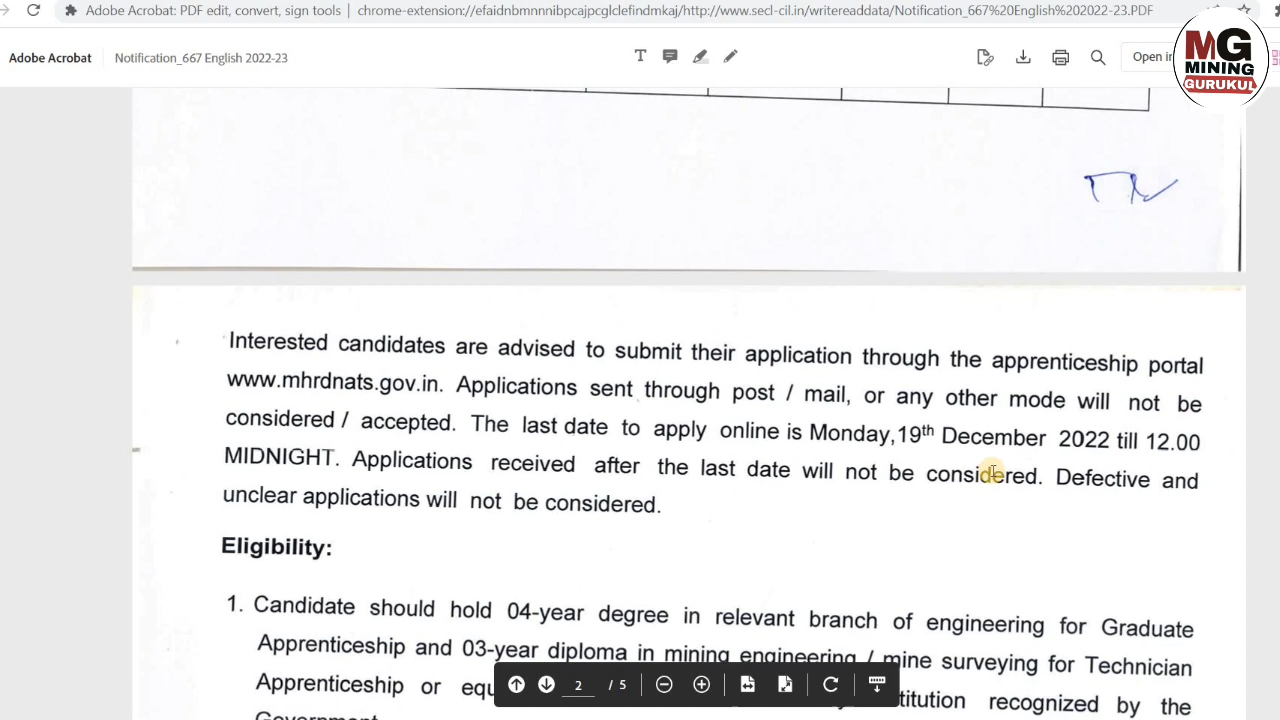 Adobe Acrobat: PDF edit, convert, sign tools | chrome-extension://efaidnbmnnnibpcajpcglclefindmkaj/http://www.secl-cil.in/writereaddata/Notification_667%20English%202022-23.PDF
Adobe Acrobat Notification_667 English 2022-23
Open in
MG
MINING
GURUKUL
Interested candidates are advised to submit their application through the apprenticeship portal
www.mhrdnats.gov.in. Applications sent through post / mail, or any other mode will not be
considered / accepted. The last date to apply online is Monday,19th December 2022 till 12.00
MIDNIGHT. Applications received after the last date will not be considered. Defective and
unclear applications will not be considered.
Eligibility:
1. Candidate should hold 04-year degree in relevant branch of engineering for Graduate
Apprenticeship and 03-year diploma in mining engineering / mine surveying for Technician
Apprenticeship or recognized by the
Government
2 / 5